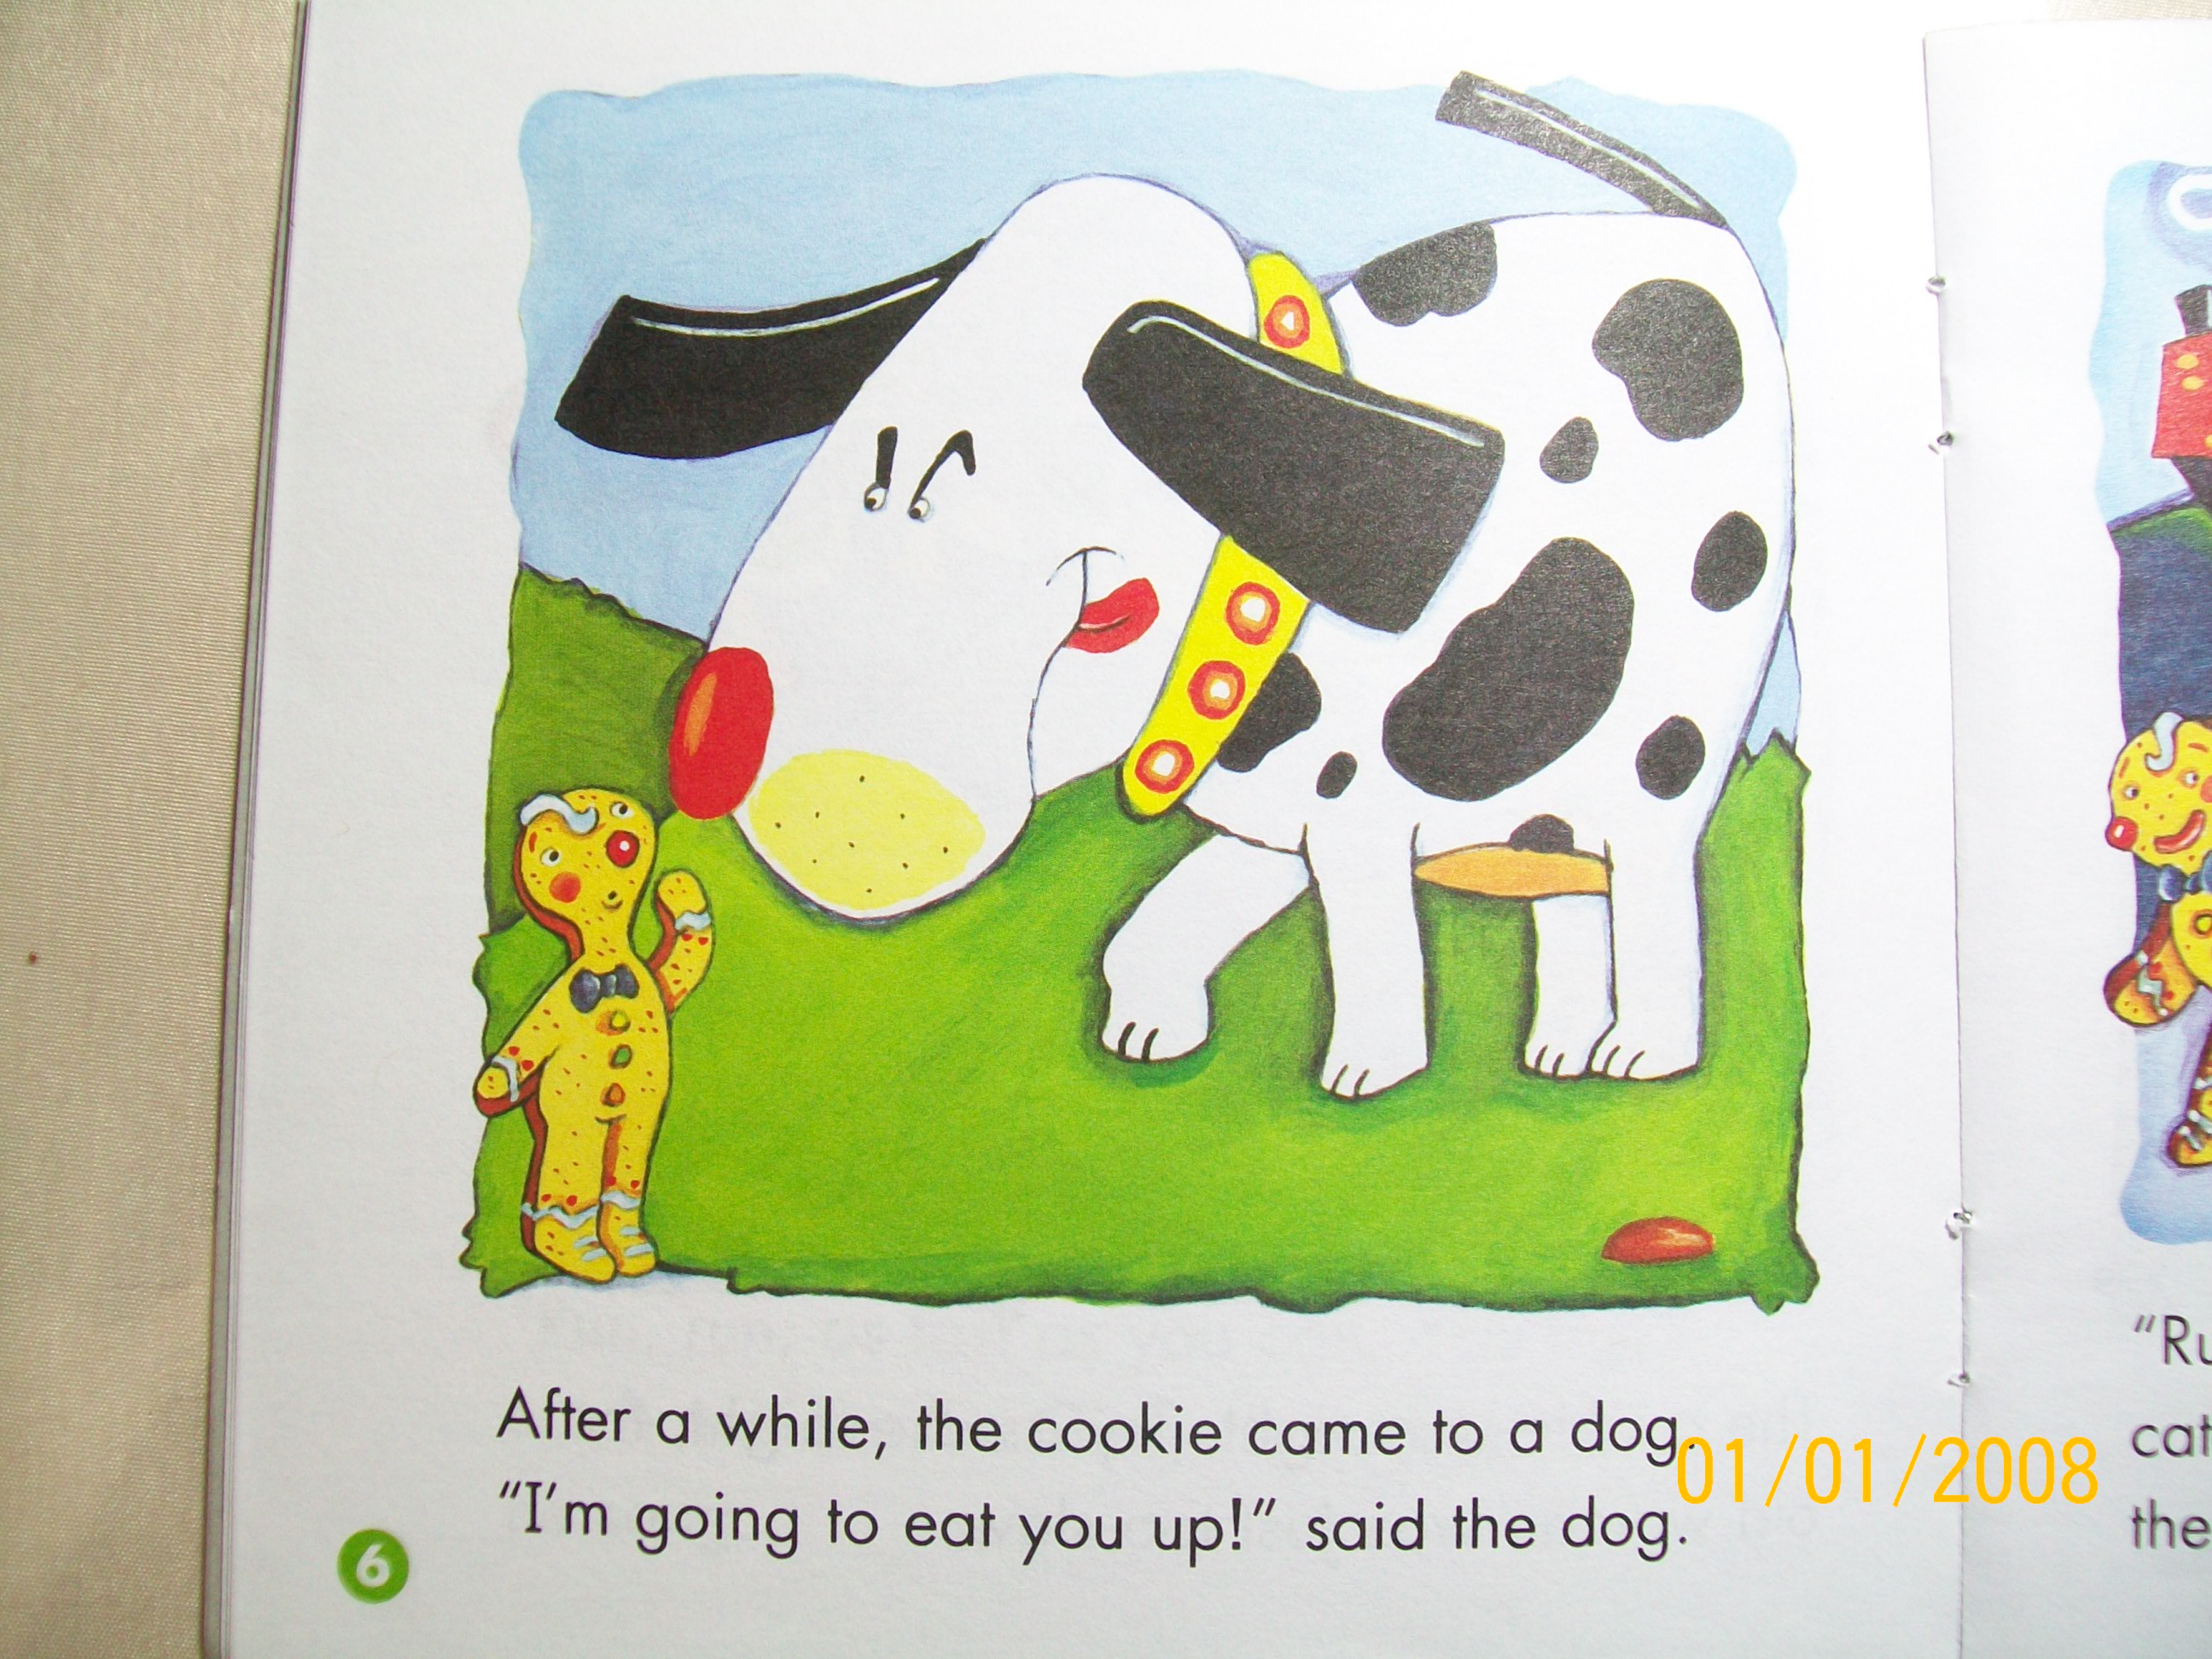 After a while, the cookie came to a dog.
“I’m going to eat you up!” said the dog.
6
01/01/2008
the